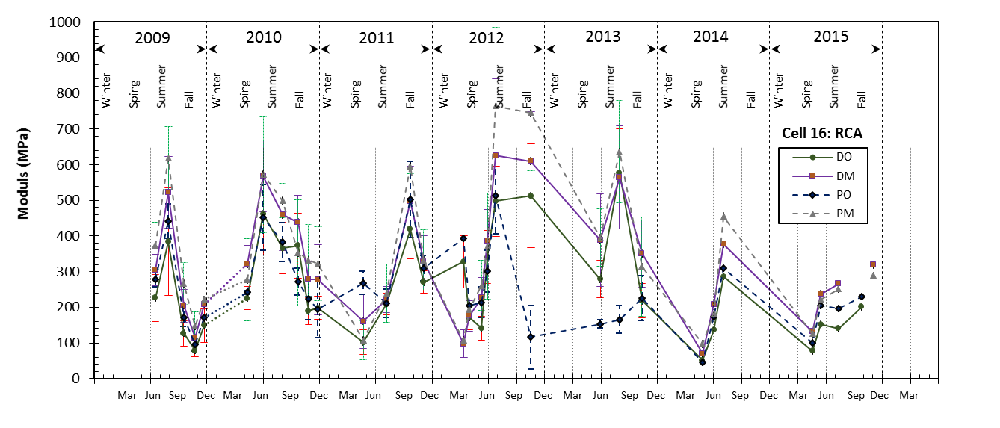 1000
900
800
700
600
500
400
300
200
100
0
Moduls (MPa)
2009 2010 2011 2012 2013 2014 2015
Winter Sping Summer Fall Winter Sping Summer Fall Winter Sping Summer Fall Winter Sping Summer Fall Winter Sping Summer Fall Winter Sping Summer Fall Winter Sping Summer Fall
Cell 16: RCA
DO
DM
PO
PM
Mar Jun Sep Dec Mar Jun Sep Dec Mar Jun Sep Dec Mar Jun Sep Dec Mar Jun Sep Dec Mar Jun Sep Dec Mar Jun Sep Dec Mar